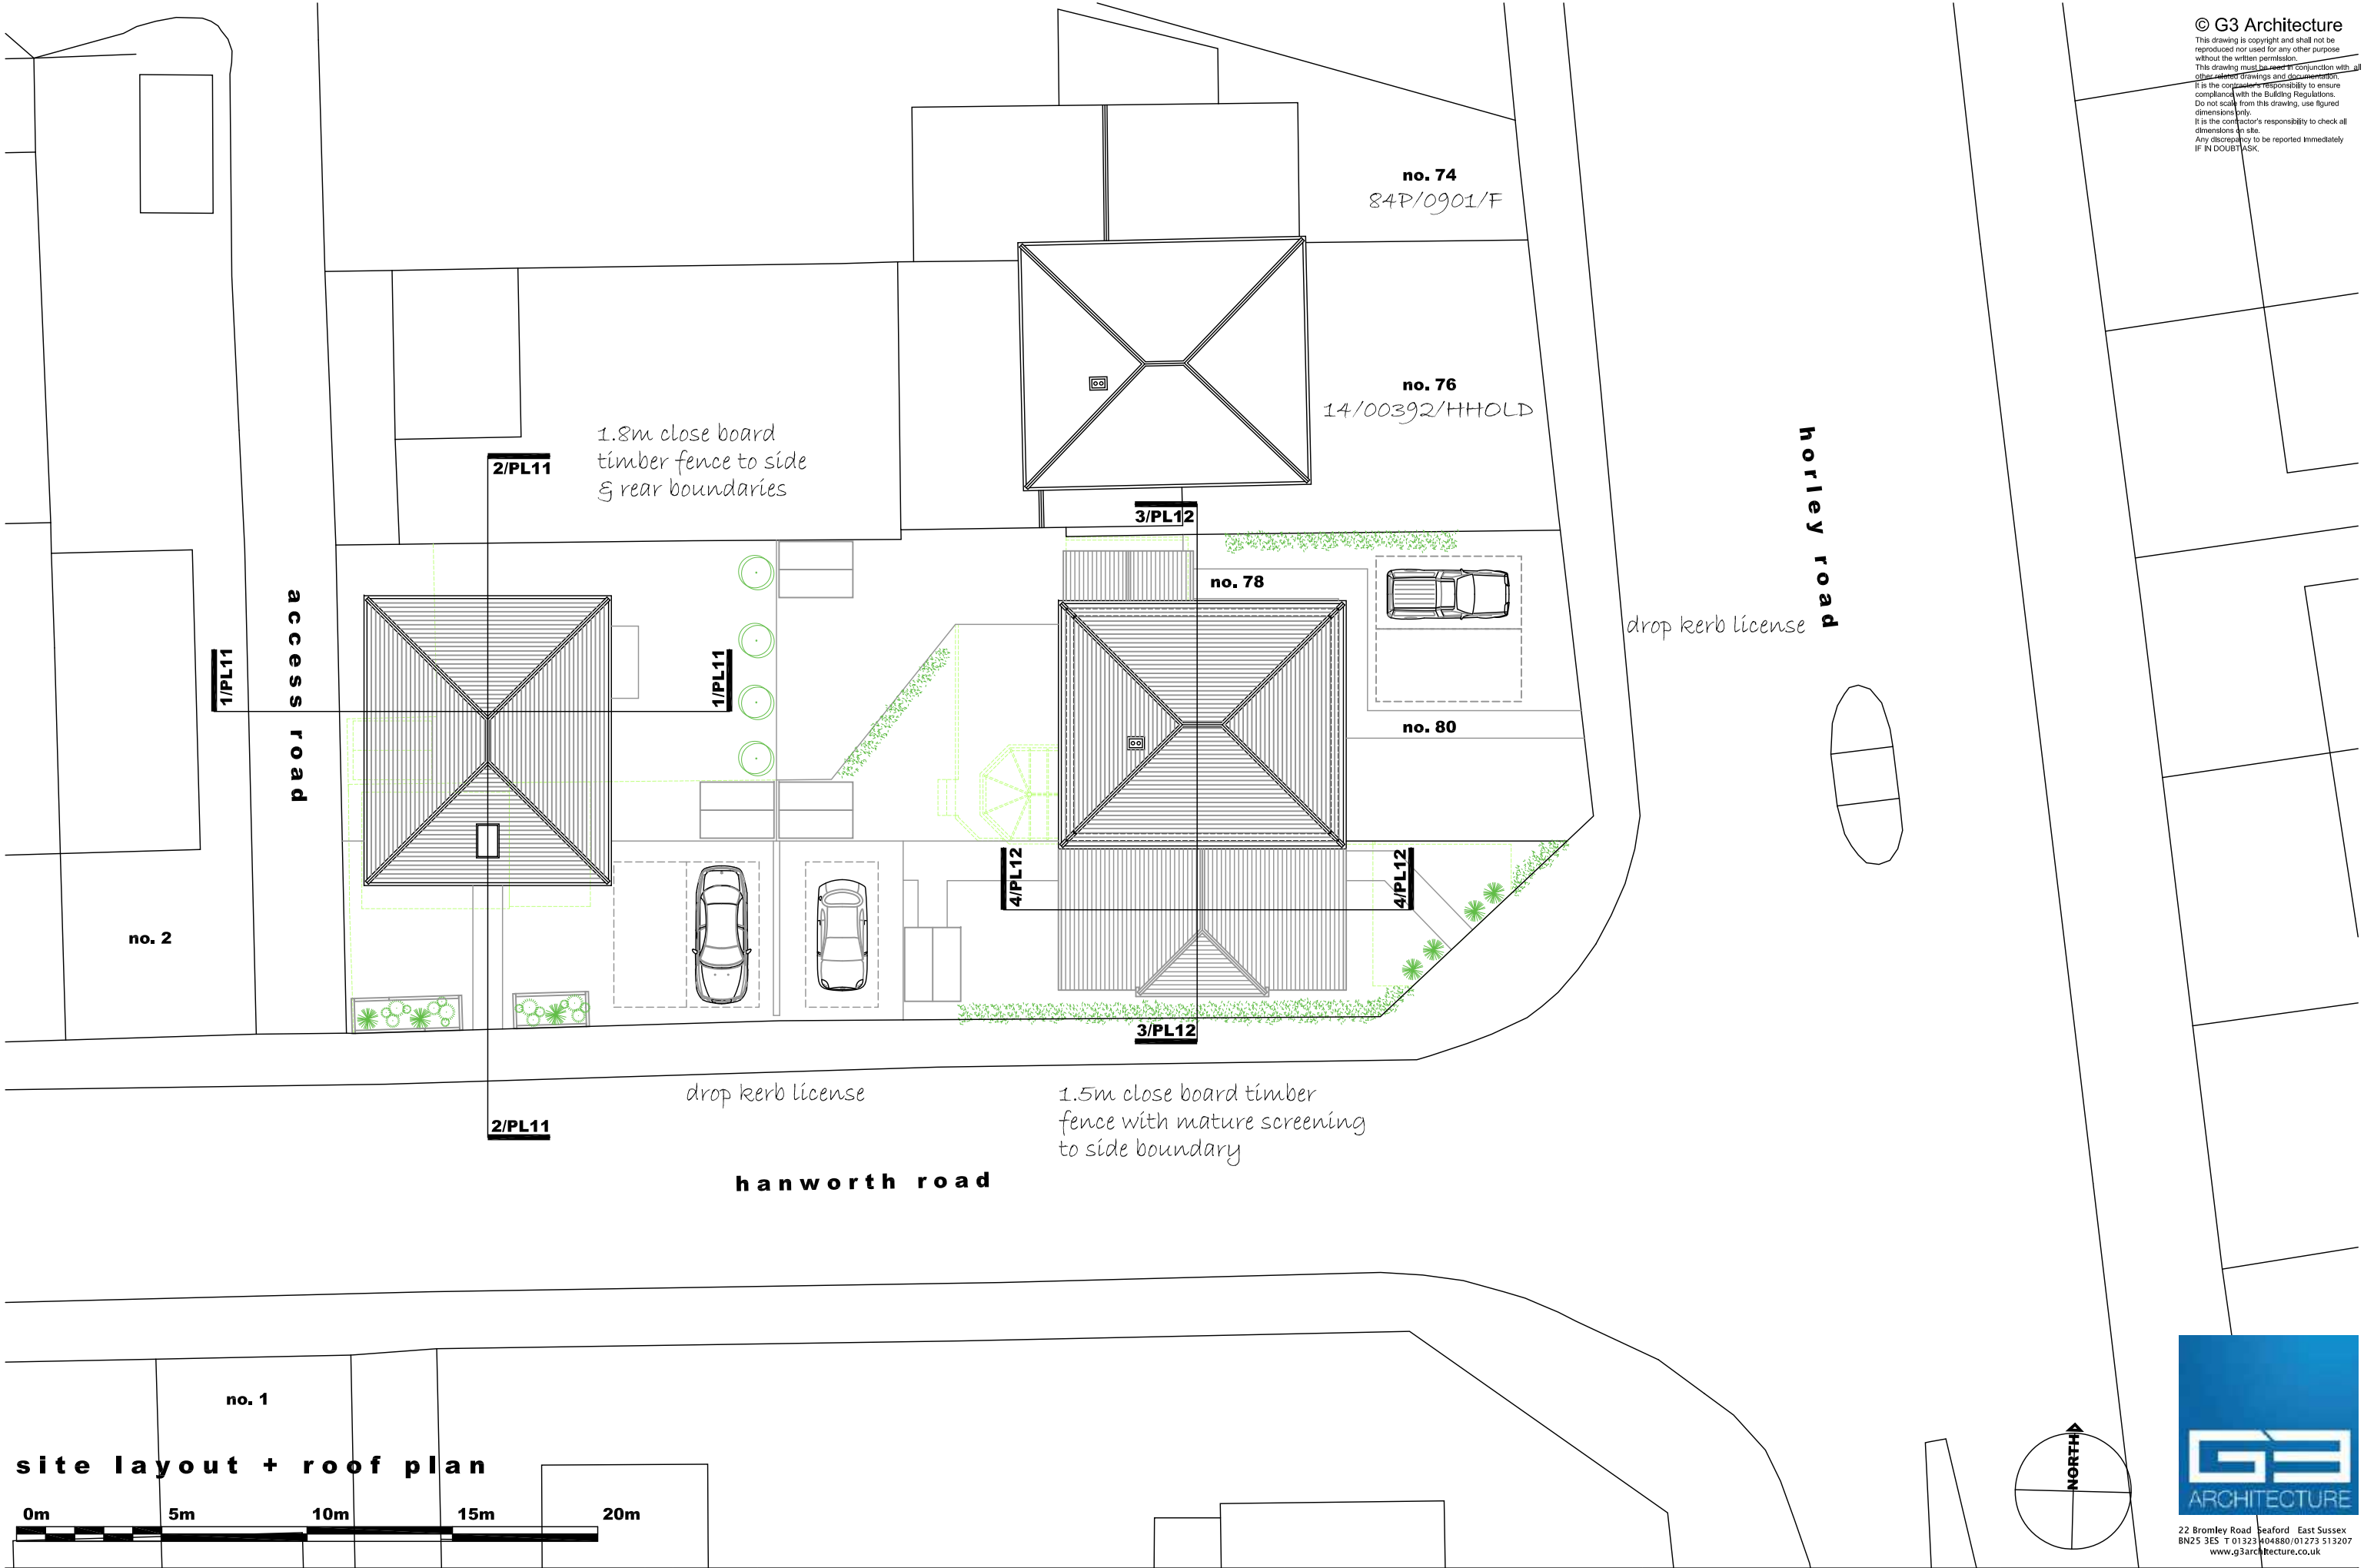 © G3 Architecture
This drawing is copyright and shall not be
reproduced nor used for any other purpose
without the written permission.
This drawing must be read in conjunction with all
other related drawings and documentation.
It is the contractor's responsibility to ensure
compliance with the Building Regulations.
Do not scale from this drawing, use figured
dimensions only.
It is the contractor's responsibility to check all
dimensions on site.
Any discrepancy to be reported immediately
IF IN DOUBT ASK.
no. 74
84P/0901/F
no. 76
14/00392/HHOLD
1.8m close board
timber fence to side
& rear boundaries
2/PL11
3/PL12
horley road
no. 78
access road
drop kerb license
1/PL11
1/PL11
no. 80
4/PL12
4/PL12
no. 2
3/PL12
drop kerb license
1.5m close board timber
fence with mature screening
to side boundary
2/PL11
hanworth road
no. 1
site layout + roof plan
0m
5m
10m
15m
20m
NORTH
G3
ARCHITECTURE
22 Bromley Road Seaford East Sussex
BN25 3ES T 01323 404880/01273 513207
www.g3architecture.co.uk